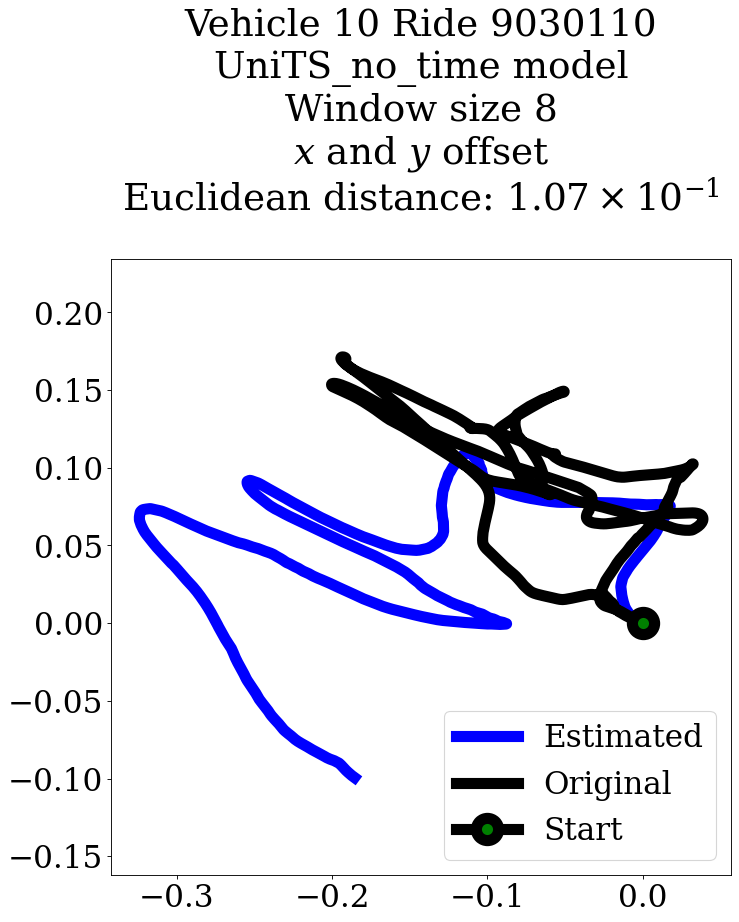 Vehicle 10 Ride 9030110
UniTS_no_time model
Window size 8
x and y offset
Euclidean distance: 1.07 × 10⁻¹
0.20
0.15
0.10
0.05
0.00
−0.05
−0.10
−0.15
Estimated
Original
Start
−0.3
−0.2
−0.1
0.0